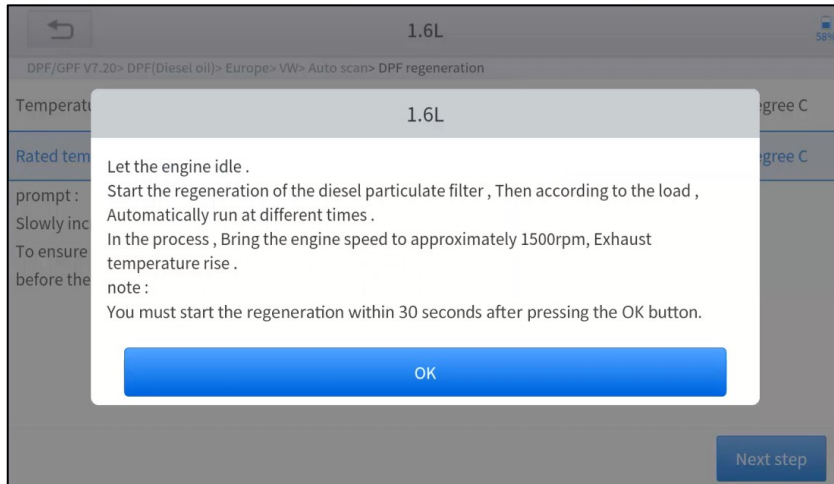 1.6L
58%
DPF/GPF V7.20> DPF(Diesel oil)> Europe> VW> Auto scan> DPF regeneration
1.6L
Let the engine idle .
Start the regeneration of the diesel particulate filter , Then according to the load ,
Automatically run at different times .
In the process , Bring the engine speed to approximately 1500rpm, Exhaust
temperature rise .
note :
You must start the regeneration within 30 seconds after pressing the OK button.
OK
Rated tem
prompt :
Slowly inc
To ensure
before the
Next step